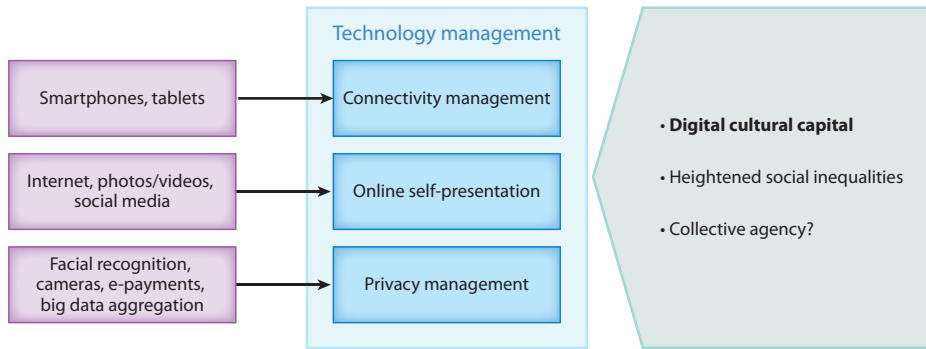 Technology management
Smartphones, tablets
Connectivity management
Internet, photos/videos,
social media
Online self-presentation
Facial recognition,
cameras, e-payments,
big data aggregation
Privacy management
• Digital cultural capital
• Heightened social inequalities
• Collective agency?